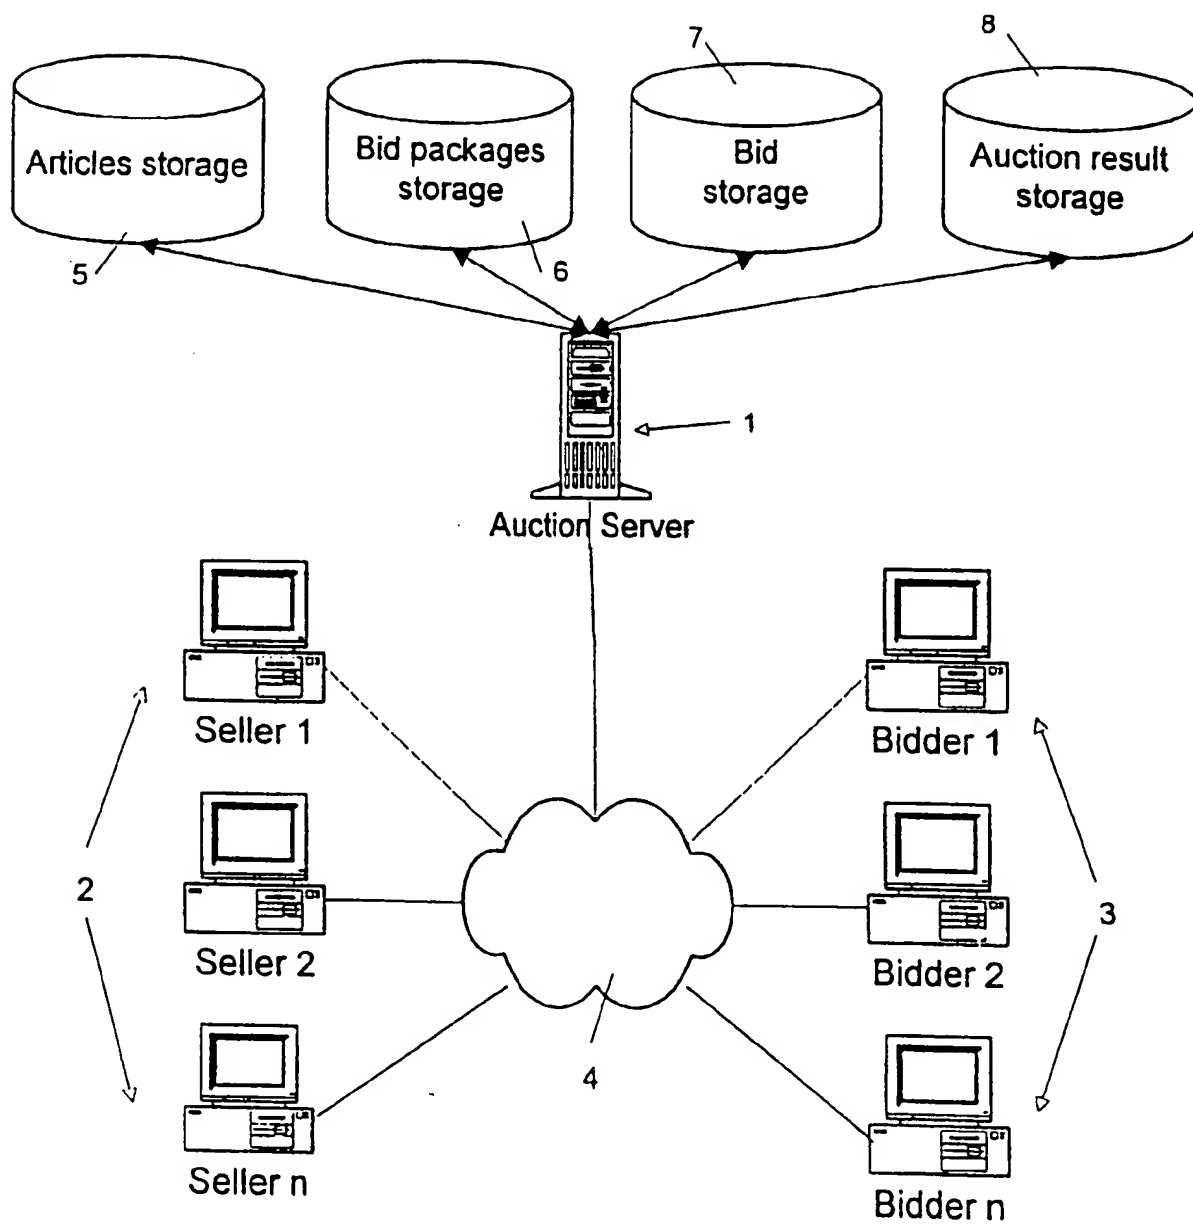 7
8
Articles storage
Bid packages
storage
Bid
storage
Auction result
storage
5
6
1
Auction Server
Seller 1
Bidder 1
2
3
Seller 2
Bidder 2
4
Seller n
Bidder n